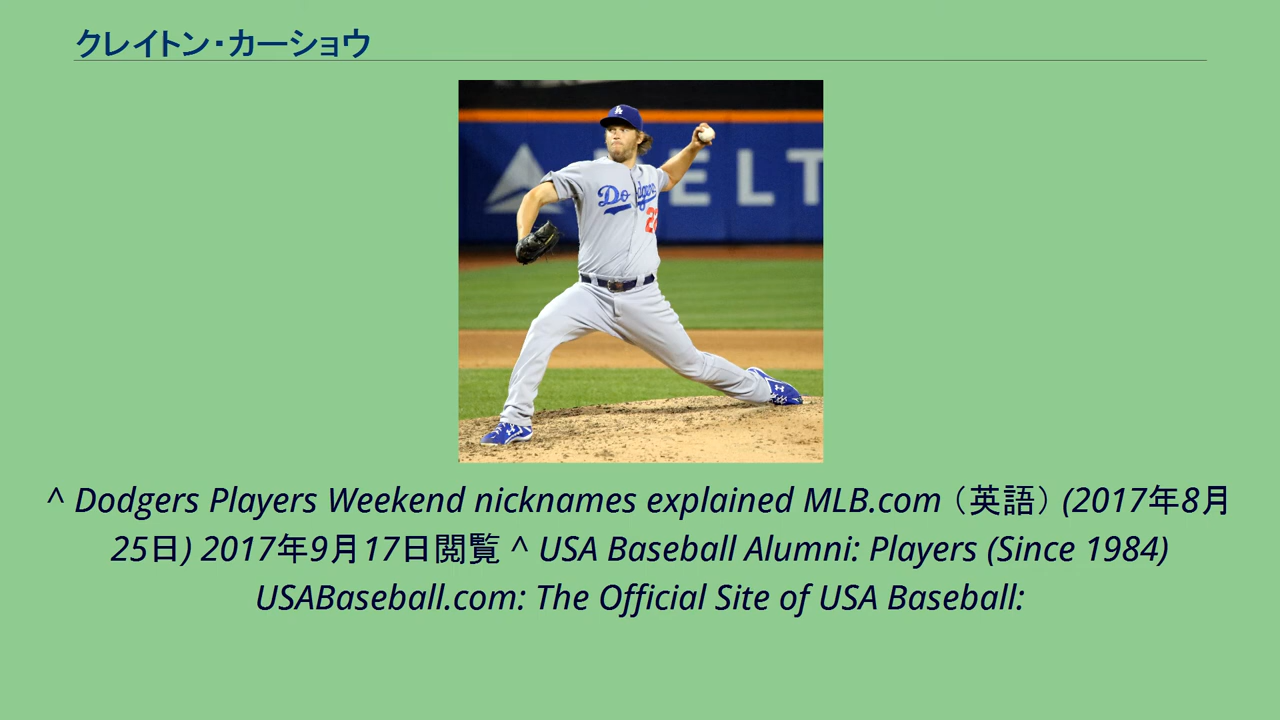 クレイトン・カーショウ
DELT
Dodgers
^ Dodgers Players Weekend nicknames explained MLB.com（英語） (2017年8月
25日) 2017年9月17日閲覧 ^ USA Baseball Alumni: Players (Since 1984)
USABaseball.com: The Official Site of USA Baseball: